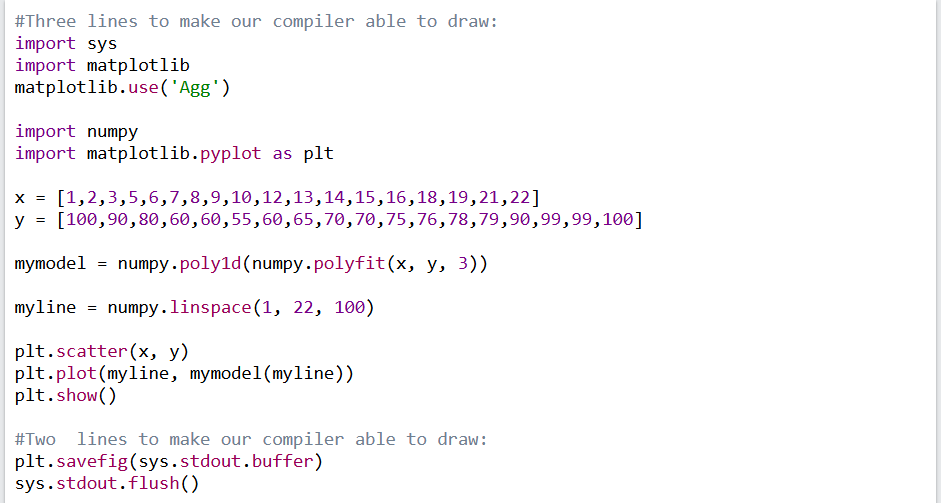 #Three lines to make our compiler able to draw:
import sys
import matplotlib
matplotlib.use('Agg')
import numpy
import matplotlib.pyplot as plt
x = [1,2,3,5,6,7,8,9,10,12,13,14,15,16,18,19,21,22]
y = [100,90,80,60,60,55,60,65,70,70,75,76,78,79,90,99,99,100]
mymodel = numpy.poly1d(numpy.polyfit(x, y, 3))
myline = numpy.linspace(1, 22, 100)
plt.scatter(x, y)
plt.plot(myline, mymodel(myline))
plt.show()
#Two  lines to make our compiler able to draw:
plt.savefig(sys.stdout.buffer)
sys.stdout.flush()